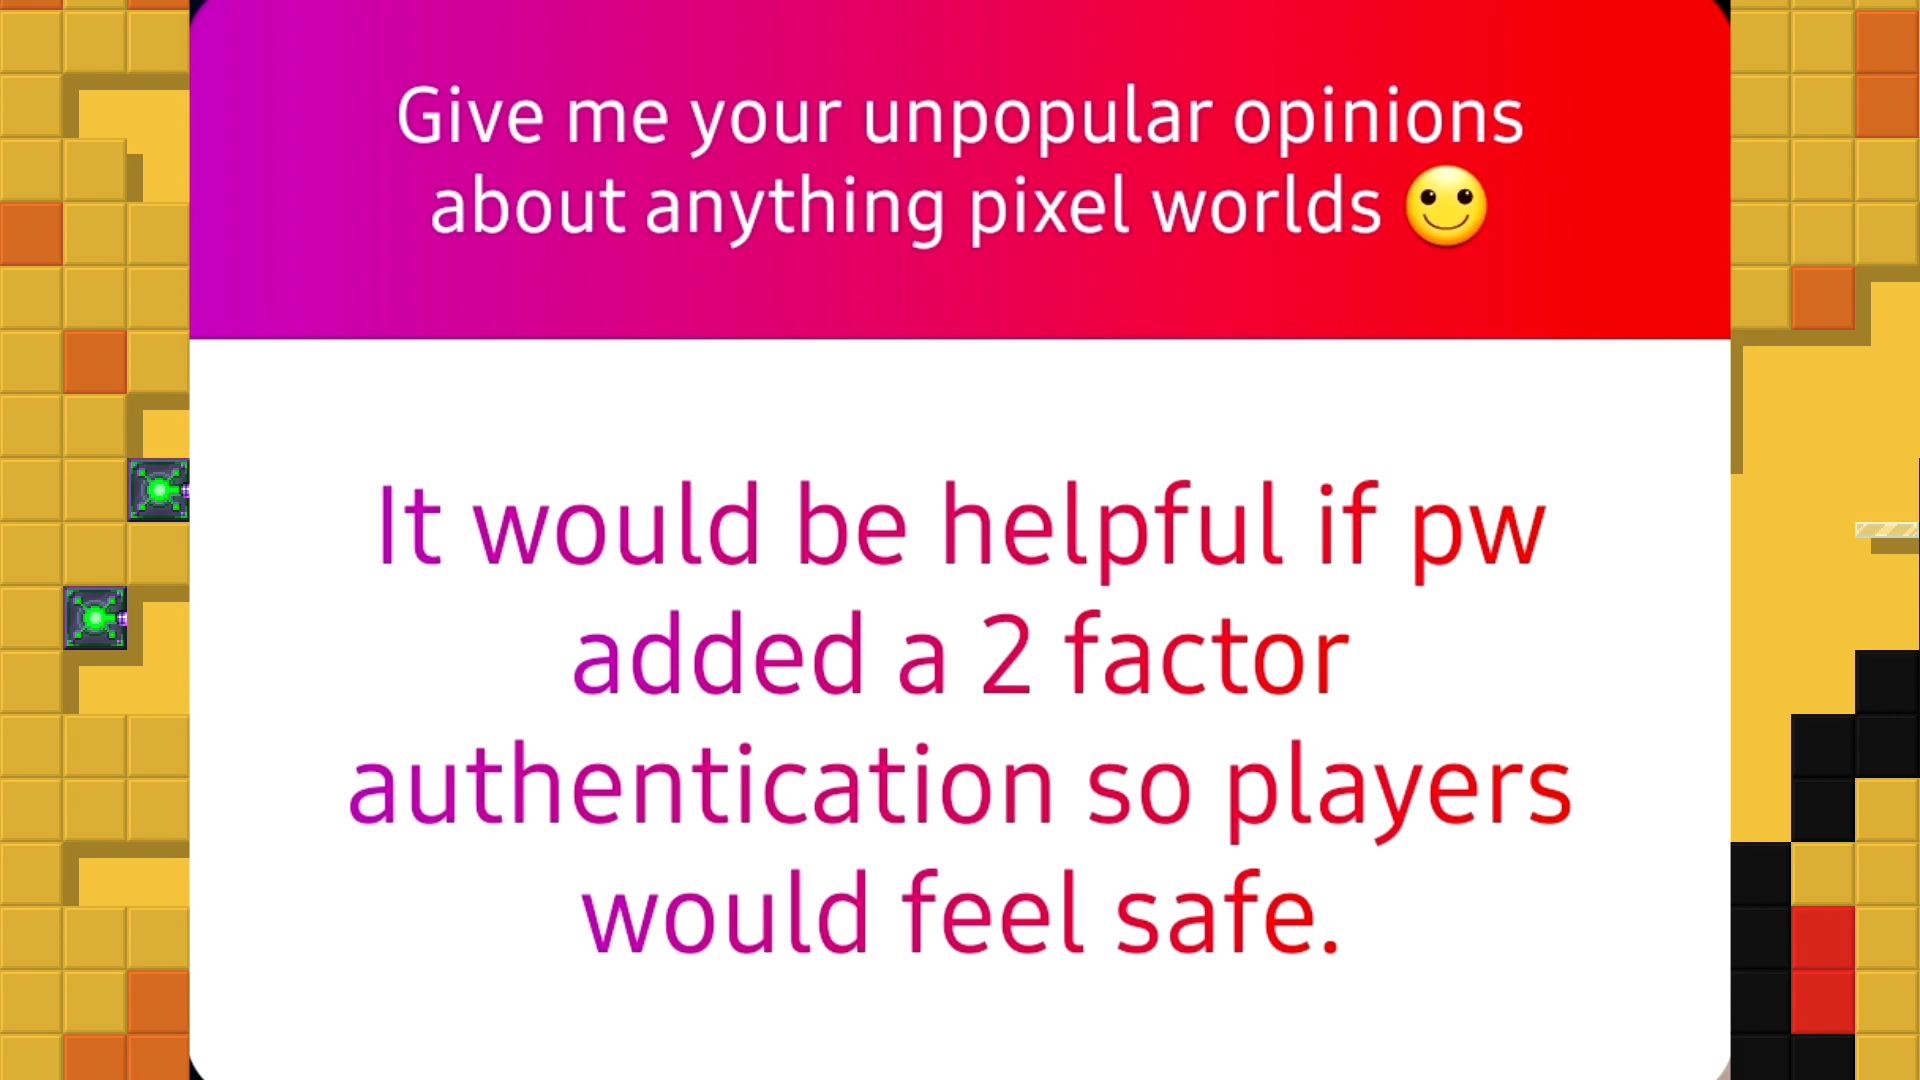 Give me your unpopular opinions
about anything pixel worlds 🙂
It would be helpful if pw
added a 2 factor
authentication so players
would feel safe.